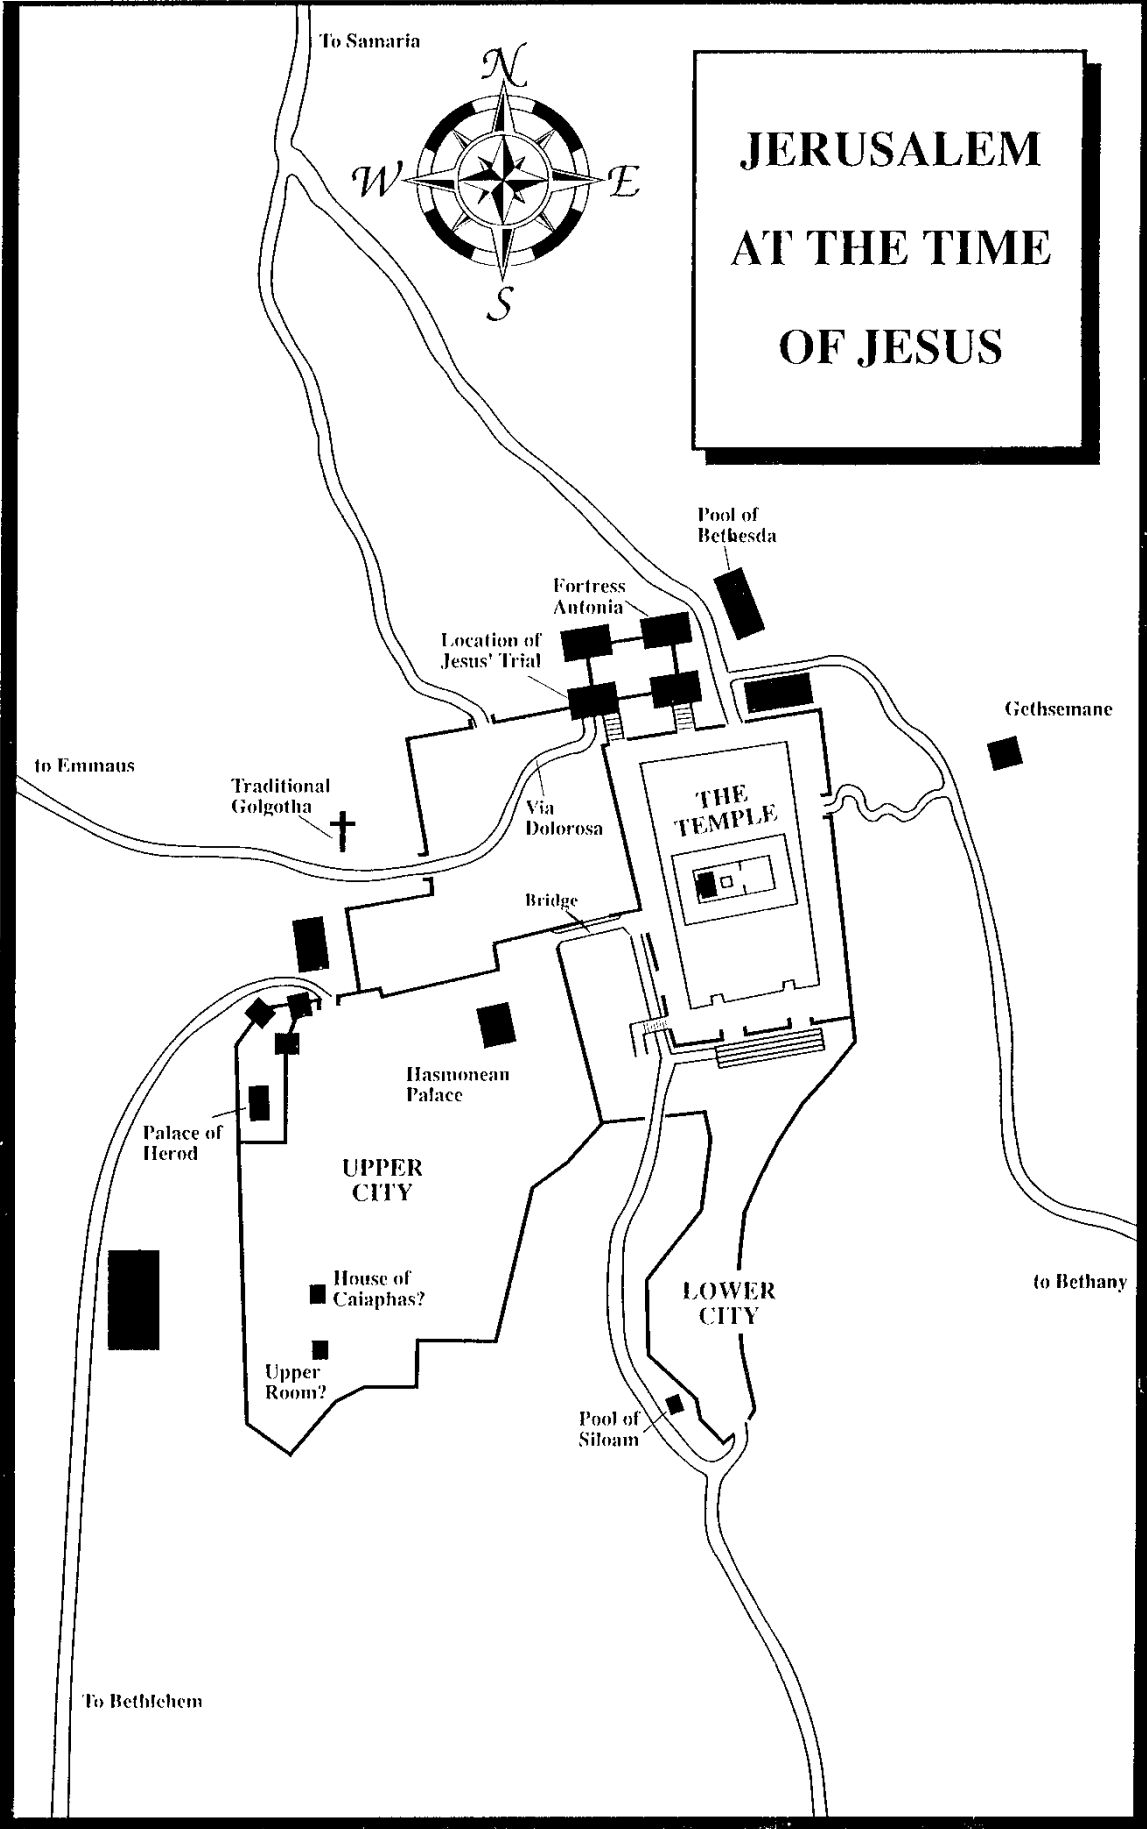 To Samaria
N
W
E
S
JERUSALEM
AT THE TIME
OF JESUS
Pool of
Bethesda
Fortress
Antonia
Location of
Jesus' Trial
Gethsemane
to Emmaus
Traditional
Golgotha
Via
Dolorosa
THE
TEMPLE
Bridge
Hasmonean
Palace
Palace of
Herod
UPPER
CITY
House of
Caiaphas?
Upper
Room?
LOWER
CITY
to Bethany
Pool of
Siloam
To Bethlehem